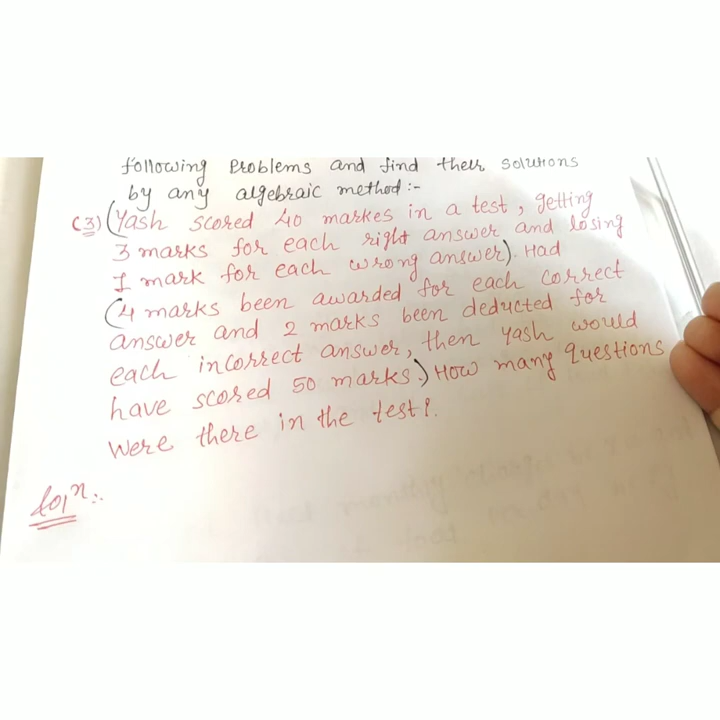 following problems and find their solutions
by any algebraic method :-
(3) (Yash scored 40 markes in a test, getting
3 marks for each right answer and losing
1 mark for each wrong answer). Had
(4 marks been awarded for each correct
answer and 2 marks been deducted for
each incorrect answer, then yash would
have scored 50 marks.) How many questions
were there in the test?
Solⁿ:-